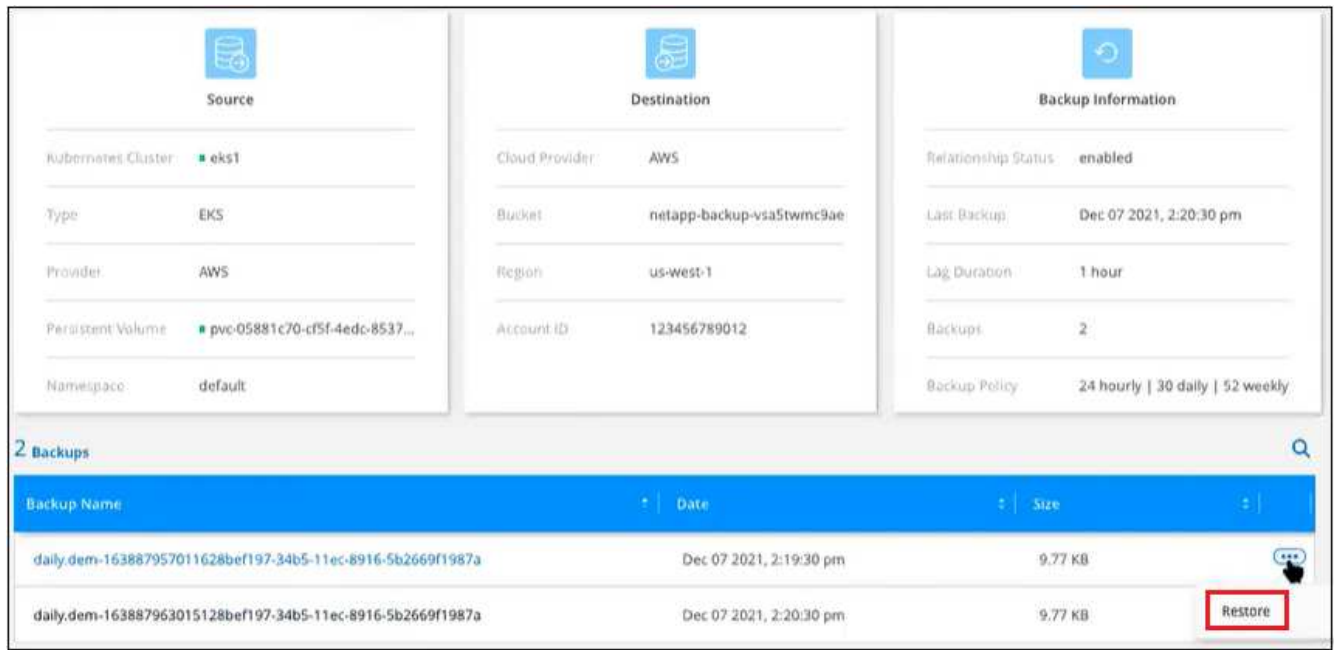 Source
Kubernetes Cluster eks1
Type EKS
Provider AWS
Persistent Volume pvc-05881c70-cf5f-4edc-8537...
Namespace default
Destination
Cloud Provider AWS
Bucket netapp-backup-vsa5twmc9ae
Region us-west-1
Account ID 123456789012
Backup Information
Relationship Status enabled
Last Backup Dec 07 2021, 2:20:30 pm
Lag Duration 1 hour
Backups 2
Backup Policy 24 hourly | 30 daily | 52 weekly
2 Backups
Backup Name Date Size
daily.dem-163887957011628bef197-34b5-11ec-8916-5b2669f1987a Dec 07 2021, 2:19:30 pm 9.77 KB
daily.dem-163887963015128bef197-34b5-11ec-8916-5b2669f1987a Dec 07 2021, 2:20:30 pm 9.77 KB
Restore